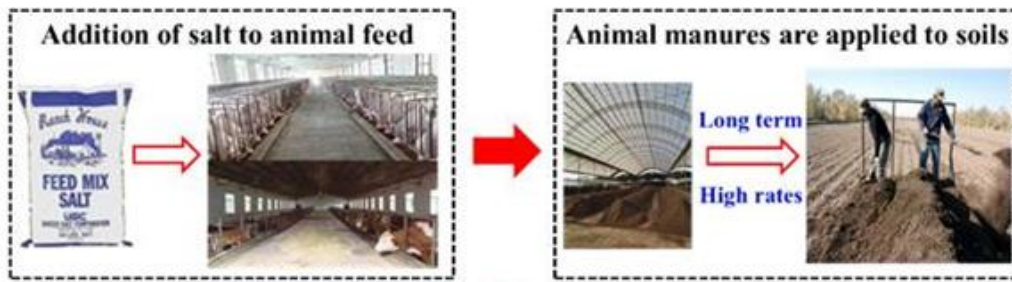 Addition of salt to animal feed
Ranch House
FEED MIX
SALT
Animal manures are applied to soils
Long term
High rates